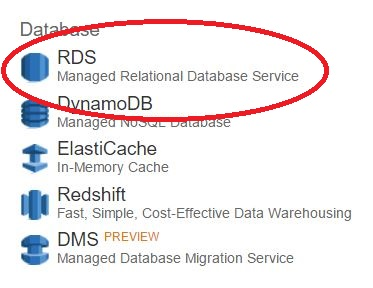 Database
RDS
Managed Relational Database Service
DynamoDB
Managed NoSQL Database
ElastiCache
In-Memory Cache
Redshift
Fast, Simple, Cost-Effective Data Warehousing
DMS PREVIEW
Managed Database Migration Service